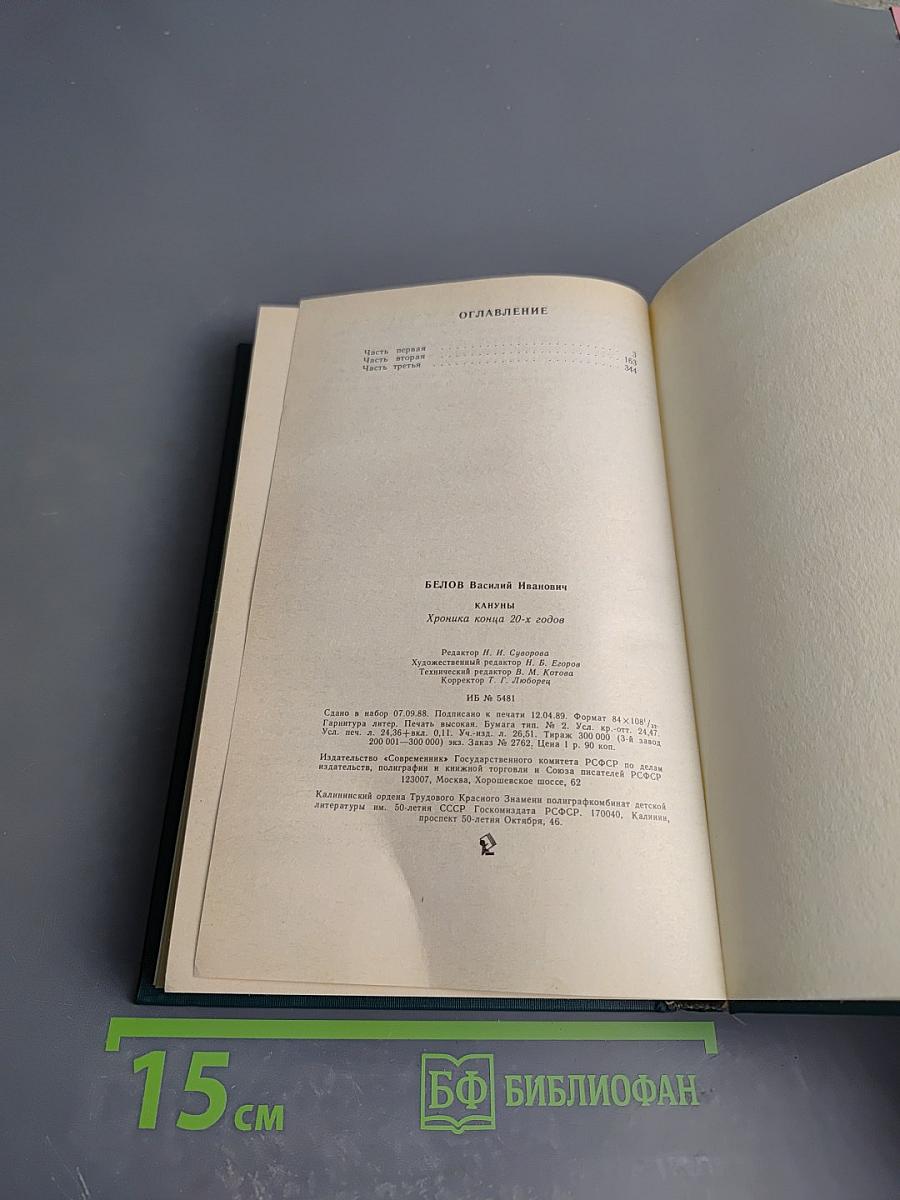 ОГЛАВЛЕНИЕ
Часть первая . . . . . . . . . . . . . . . . . . . . 3
Часть вторая . . . . . . . . . . . . . . . . . . . . 163
Часть третья . . . . . . . . . . . . . . . . . . . . 344
БЕЛОВ Василий Иванович
КАНУНЫ
Хроника конца 20-х годов
Редактор Н. И. Суворова
Художественный редактор Н. Б. Егоров
Технический редактор В. М. Котова
Корректор Т. Г. Люборец
ИБ № 5481
Сдано в набор 07.09.88. Подписано к печати 12.04.89. Формат 84×108¹/₃₂.
Гарнитура литер. Печать высокая. Бумага тип. № 2. Усл. кр.-отт. 24,47.
Усл. печ. л. 24,36+вкл. 0,11. Уч.-изд. л. 26,51. Тираж 300 000 (3-й завод
200 001—300 000) экз. Заказ № 2762, Цена 1 р. 90 коп.
Издательство «Современник» Государственного комитета РСФСР по делам
издательств, полиграфии и книжной торговли и Союза писателей РСФСР
123007, Москва, Хорошевское шоссе, 62
Калининский ордена Трудового Красного Знамени полиграфкомбинат детской
литературы им. 50-летия СССР Госкомиздата РСФСР. 170040, Калинин,
проспект 50-летия Октября, 46.
15 см
БФ БИБЛИОФАН